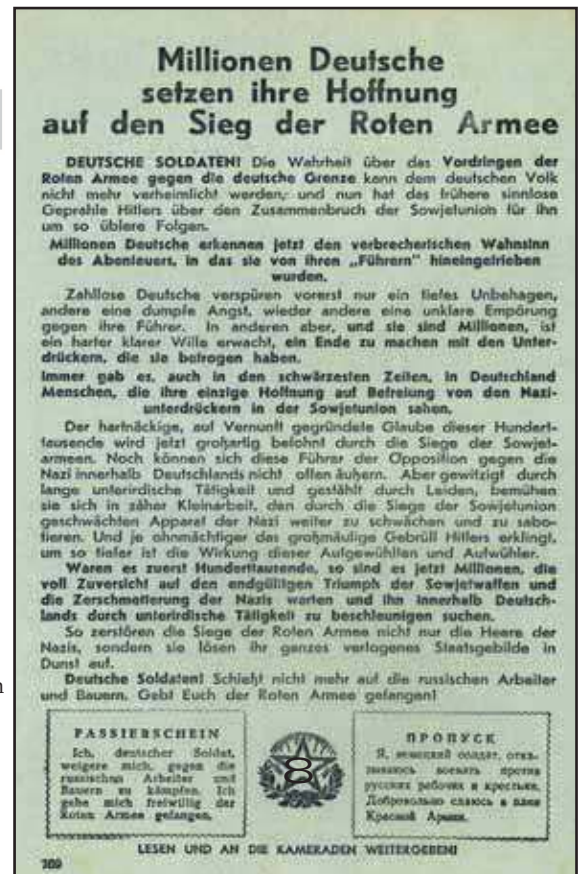 Millionen Deutsche
setzen ihre Hoffnung
auf den Sieg der Roten Armee
DEUTSCHE SOLDATEN! Die Wahrheit über das Vordringen der
Roten Armee gegen die deutsche Grenze kann dem deutschen Volk
nicht mehr verheimlicht werden, und nun hat das frühere sinnlose
Geprahle Hitlers über den Zusammenbruch der Sowjetunion für ihn
um so üblere Folgen.
Millionen Deutsche erkennen jetzt den verbrecherischen Wahnsinn
des Abenteuers, in das sie von ihren „Führern" hineingetrieben
wurden.
Zahllose Deutsche verspüren vorerst nur ein tiefes Unbehagen,
andere eine dumpfe Angst, wieder andere eine unklare Empörung
gegen ihre Führer. In anderen aber, und sie sind Millionen, ist
ein harter klarer Wille erwacht, ein Ende zu machen mit den Unter-
drückern, die sie betrogen haben.
Immer gab es, auch in den schwärzesten Zeiten, in Deutschland
Menschen, die ihre einzige Hoffnung auf Befreiung von den Nazi-
unterdrückern in der Sowjetunion sahen.
Der hartnäckige, auf Vernunft gegründete Glaube dieser Hundert-
tausende wird jetzt großartig belohnt durch die Siege der Sowjet-
armeen. Noch können sich diese Führer der Opposition gegen die
Nazi innerhalb Deutschlands nicht offen äußern. Aber gewitzigt durch
lange unterirdische Tätigkeit und gestählt durch Leiden, bemühen
sie sich in zäher Kleinarbeit, den durch die Siege der Sowjetunion
geschwächten Apparat der Nazi weiter zu schwächen und zu sabo-
tieren. Und je ohnmächtiger das großmäulige Gebrüll Hitlers erklingt,
um so tiefer ist die Wirkung dieser Aufgewühlten und Aufwühler.
Waren es zuerst Hunderttausende, so sind es jetzt Millionen, die
voll Zuversicht auf den endgültigen Triumph der Sowjetwaffen und
die Zerschmetterung der Nazis warten und ihn innerhalb Deutsch-
lands durch unterirdische Tätigkeit zu beschleunigen suchen.
So zerstören die Siege der Roten Armee nicht nur die Heere der
Nazis, sondern sie lösen ihr ganzes verlogenes Staatsgebilde in
Dunst auf.
Deutsche Soldaten! Schießt nicht mehr auf die russischen Arbeiter
und Bauern. Gebt Euch der Roten Armee gefangen!
PASSIERSCHEIN
Ich, deutscher Soldat,
weigere mich, gegen die
russischen Arbeiter und
Bauern zu kämpfen. Ich
gebe mich freiwillig der
Roten Armee gefangen.
8
ПРОПУСК
Я, немецкий солдат, отка-
зываюсь воевать против
русских рабочих и крестьян.
Добровольно сдаюсь в плен
Красной Армии.
LESEN UND AN DIE KAMERADEN WEITERGEBEN!
709